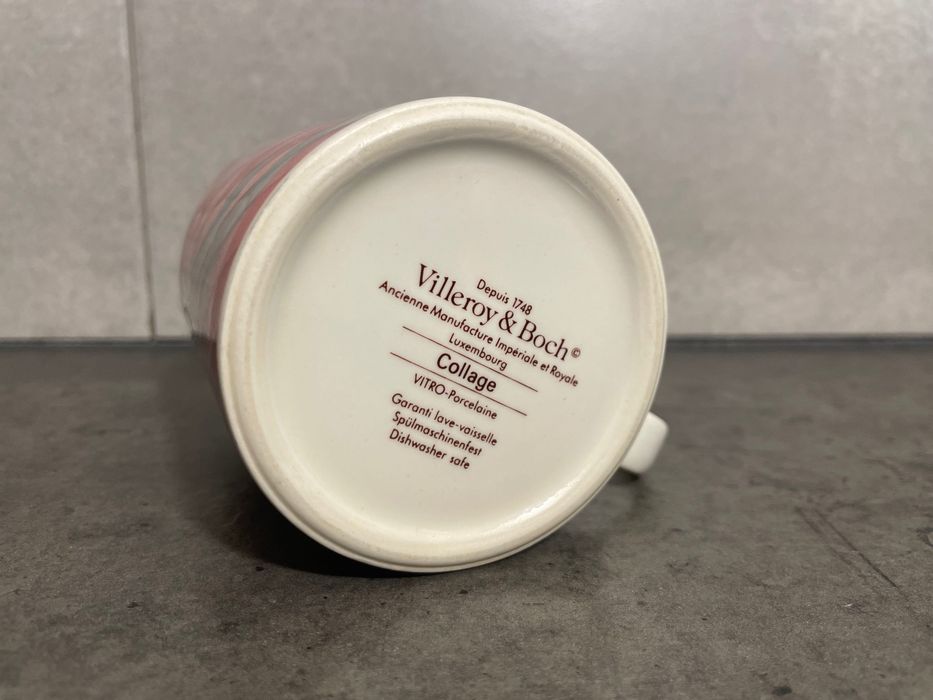 Depuis 1748
Villeroy & Boch ©
Ancienne Manufacture Impériale et Royale
Luxembourg
Collage
VITRO-Porcelaine
Garanti lave-vaisselle
Spülmaschinenfest
Dishwasher safe